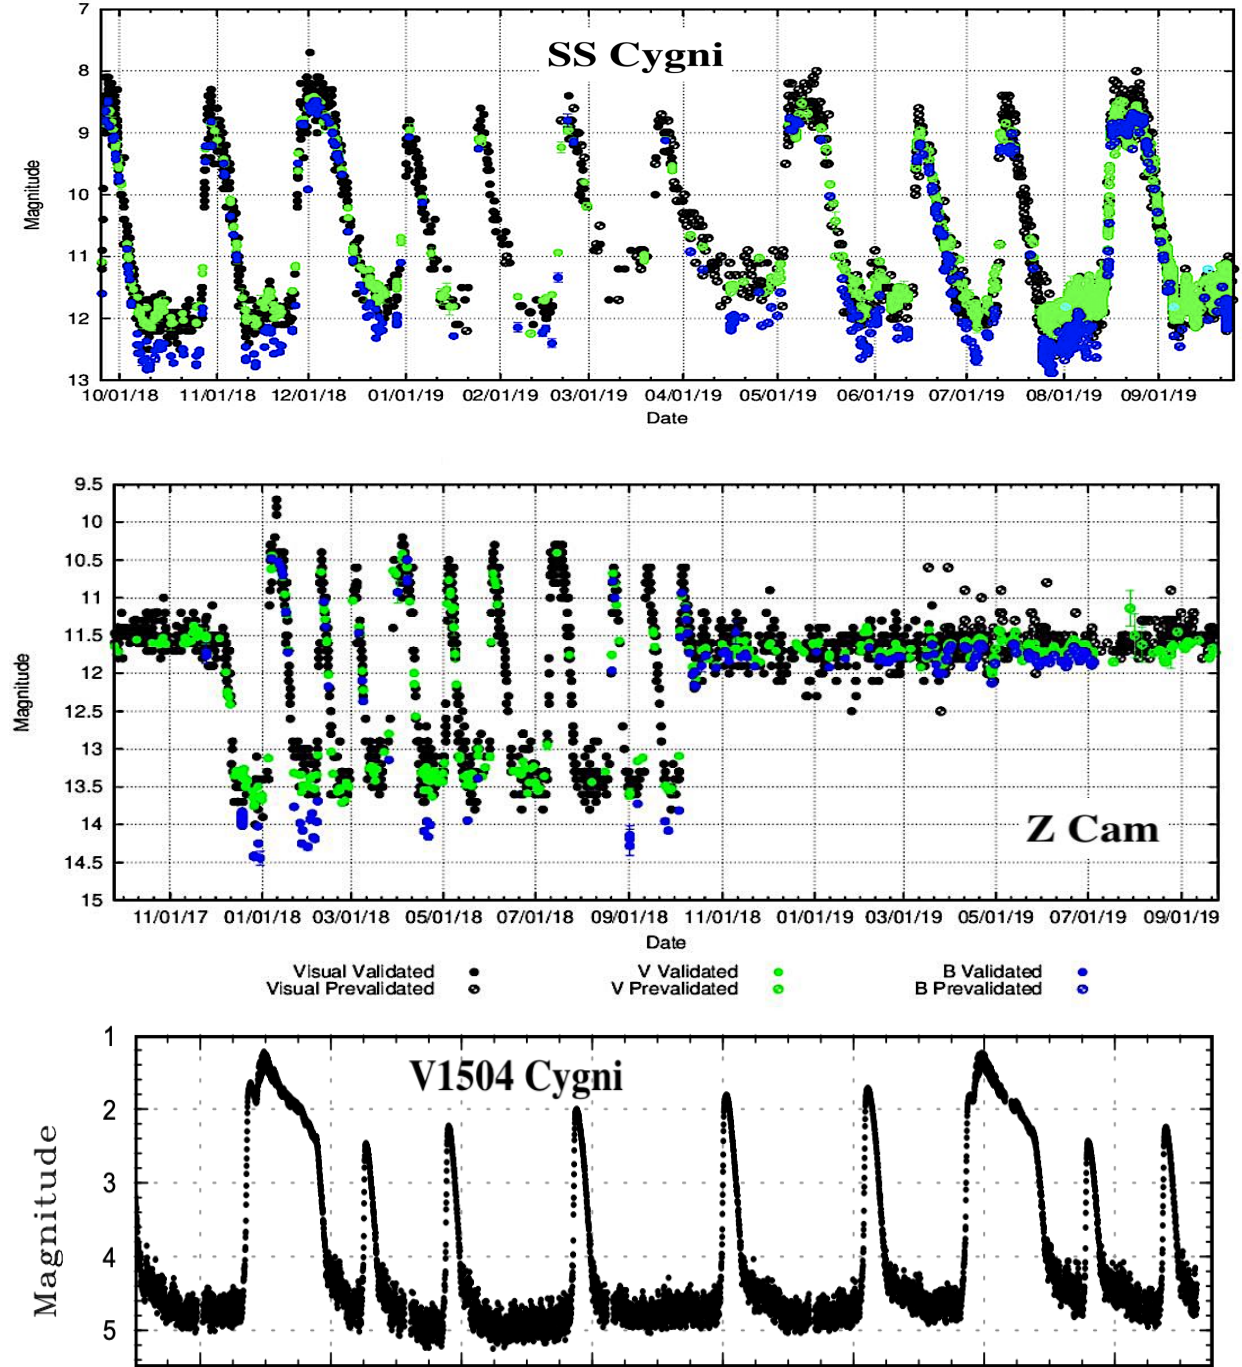 7
SS Cygni
8
9
10
11
12
13
Magnitude
10/01/18 11/01/18 12/01/18 01/01/19 02/01/19 03/01/19 04/01/19 05/01/19 06/01/19 07/01/19 08/01/19 09/01/19
Date
9.5
10
10.5
11
11.5
12
12.5
13
13.5
14
14.5
15
Magnitude
Z Cam
11/01/17 01/01/18 03/01/18 05/01/18 07/01/18 09/01/18 11/01/18 01/01/19 03/01/19 05/01/19 07/01/19 09/01/19
Date
Visual Validated V Validated B Validated
Visual Prevalidated V Prevalidated B Prevalidated
1
V1504 Cygni
2
3
4
5
Magnitude